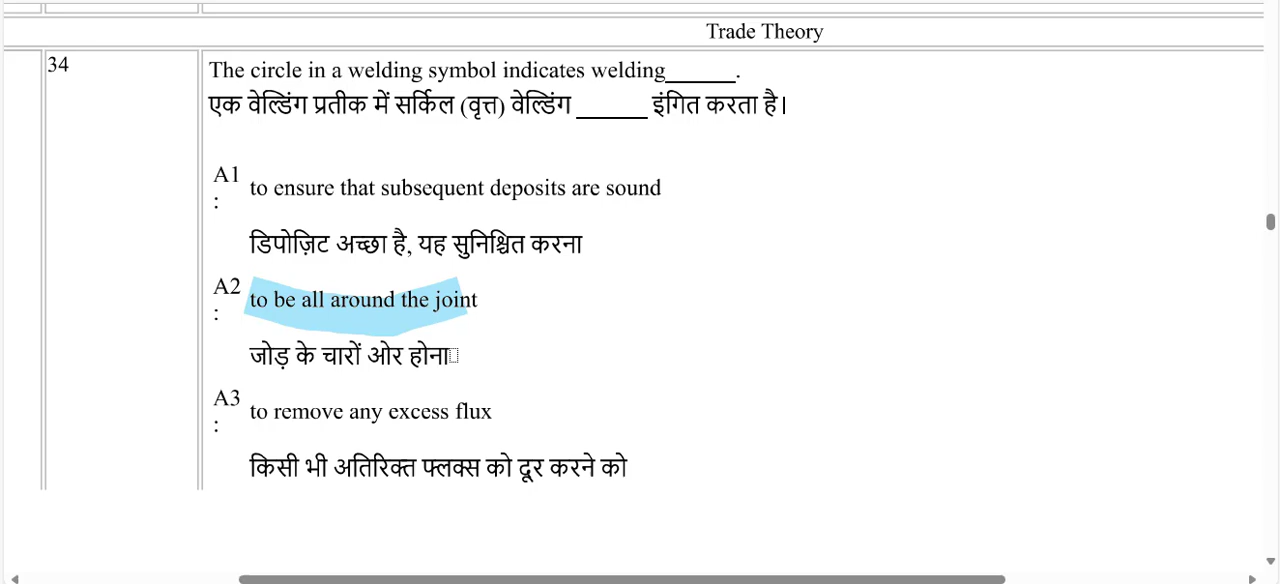 Trade Theory
34
The circle in a welding symbol indicates welding______.
एक वेल्डिंग प्रतीक में सर्किल (वृत्त) वेल्डिंग ______ इंगित करता है।
A1 :
to ensure that subsequent deposits are sound
डिपोज़िट अच्छा है, यह सुनिश्चित करना
A2 :
to be all around the joint
जोड़ के चारों ओर होना
A3 :
to remove any excess flux
किसी भी अतिरिक्त फ्लक्स को दूर करने को